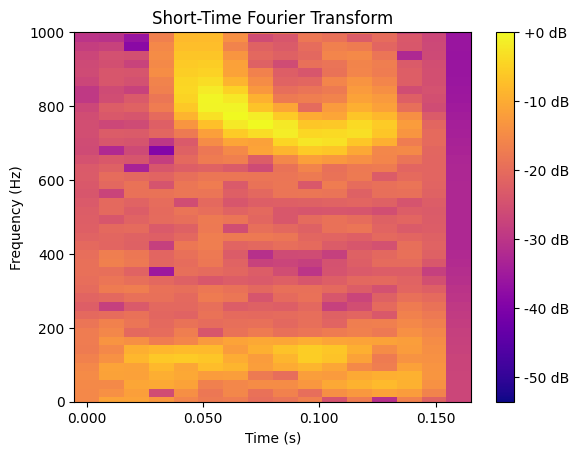 Short-Time Fourier Transform
1000
800
600
400
200
0
Frequency (Hz)
0.000
0.050
0.100
0.150
Time (s)
+0 dB
-10 dB
-20 dB
-30 dB
-40 dB
-50 dB